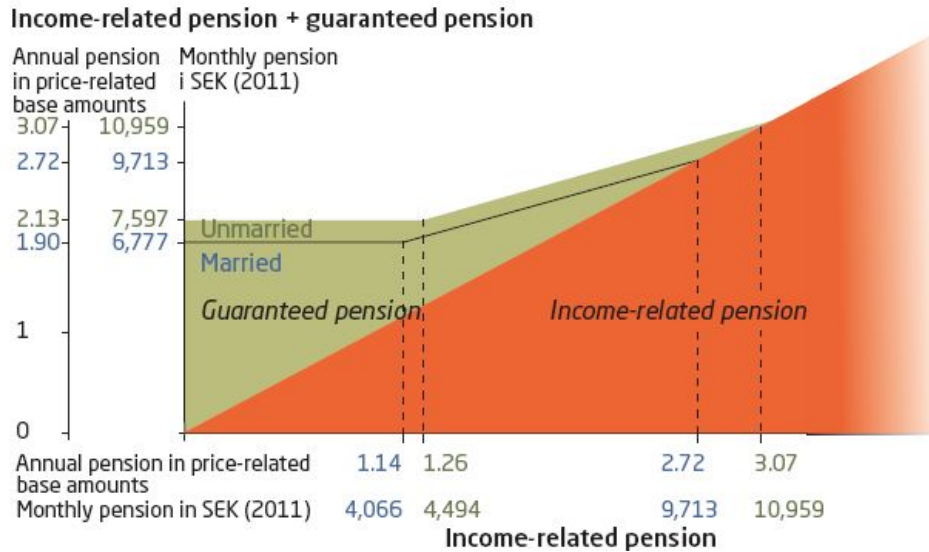 Income-related pension + guaranteed pension
Annual pension
in price-related
base amounts
Monthly pension
i SEK (2011)
3.07 10,959
2.72 9,713
2.13 7,597
1.90 6,777
1
0
Unmarried
Married
Guaranteed pension
Income-related pension
Annual pension in price-related
base amounts
1.14 1.26 2.72 3.07
Monthly pension in SEK (2011) 4,066 4,494 9,713 10,959
Income-related pension